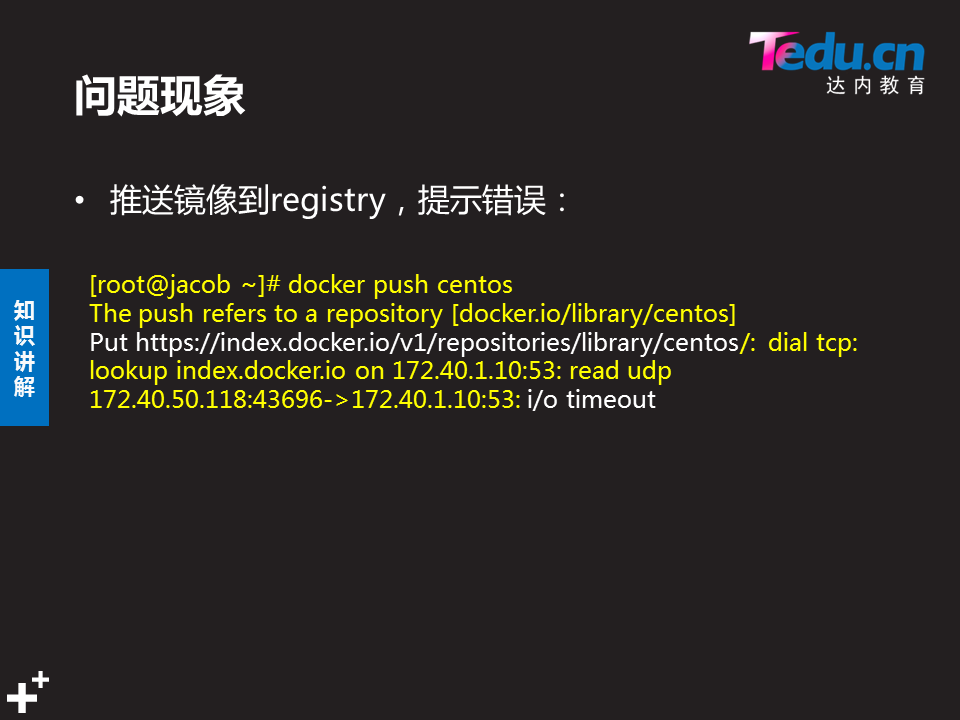 Tedu.cn
达内教育
问题现象
• 推送镜像到registry，提示错误：
知识讲解
[root@jacob ~]# docker push centos
The push refers to a repository [docker.io/library/centos]
Put https://index.docker.io/v1/repositories/library/centos/: dial tcp:
lookup index.docker.io on 172.40.1.10:53: read udp
172.40.50.118:43696->172.40.1.10:53: i/o timeout